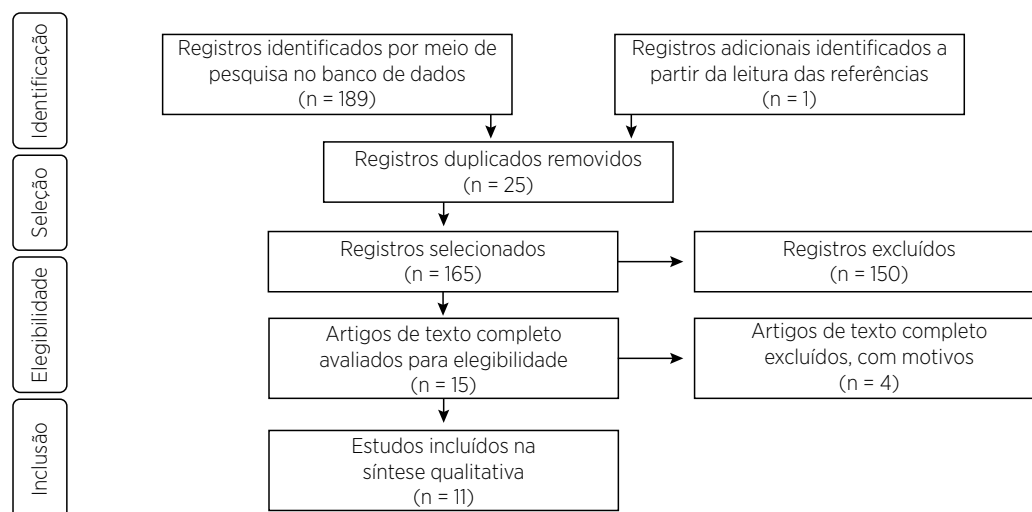 Identificação
Registros identificados por meio de
pesquisa no banco de dados
(n = 189)
Registros adicionais identificados a
partir da leitura das referências
(n = 1)
Seleção
Registros duplicados removidos
(n = 25)
Registros selecionados
(n = 165)
Registros excluídos
(n = 150)
Elegibilidade
Artigos de texto completo
avaliados para elegibilidade
(n = 15)
Artigos de texto completo
excluídos, com motivos
(n = 4)
Inclusão
Estudos incluídos na
síntese qualitativa
(n = 11)